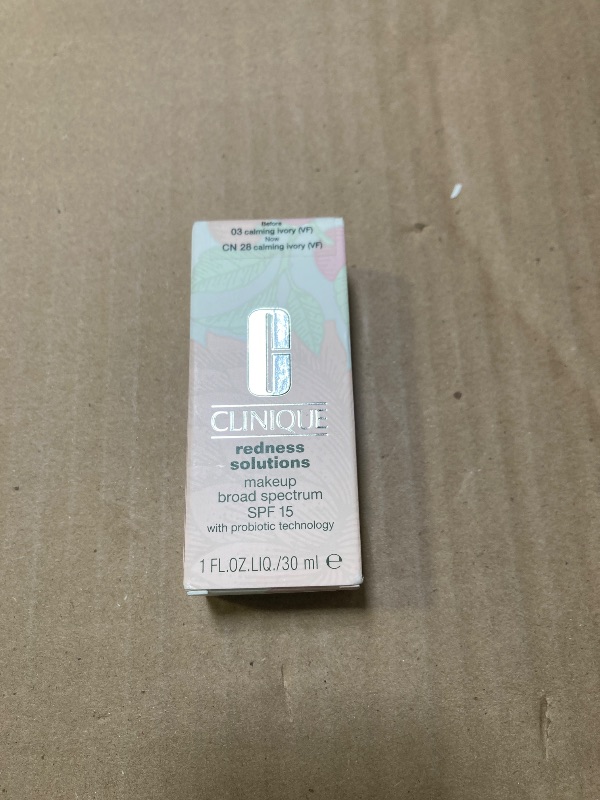 Before
03 calming ivory (VF)
Now
CN 28 calming ivory (VF)
CLINIQUE
redness
solutions
makeup
broad spectrum
SPF 15
with probiotic technology
1 FL.OZ.LIQ./30 ml ℮